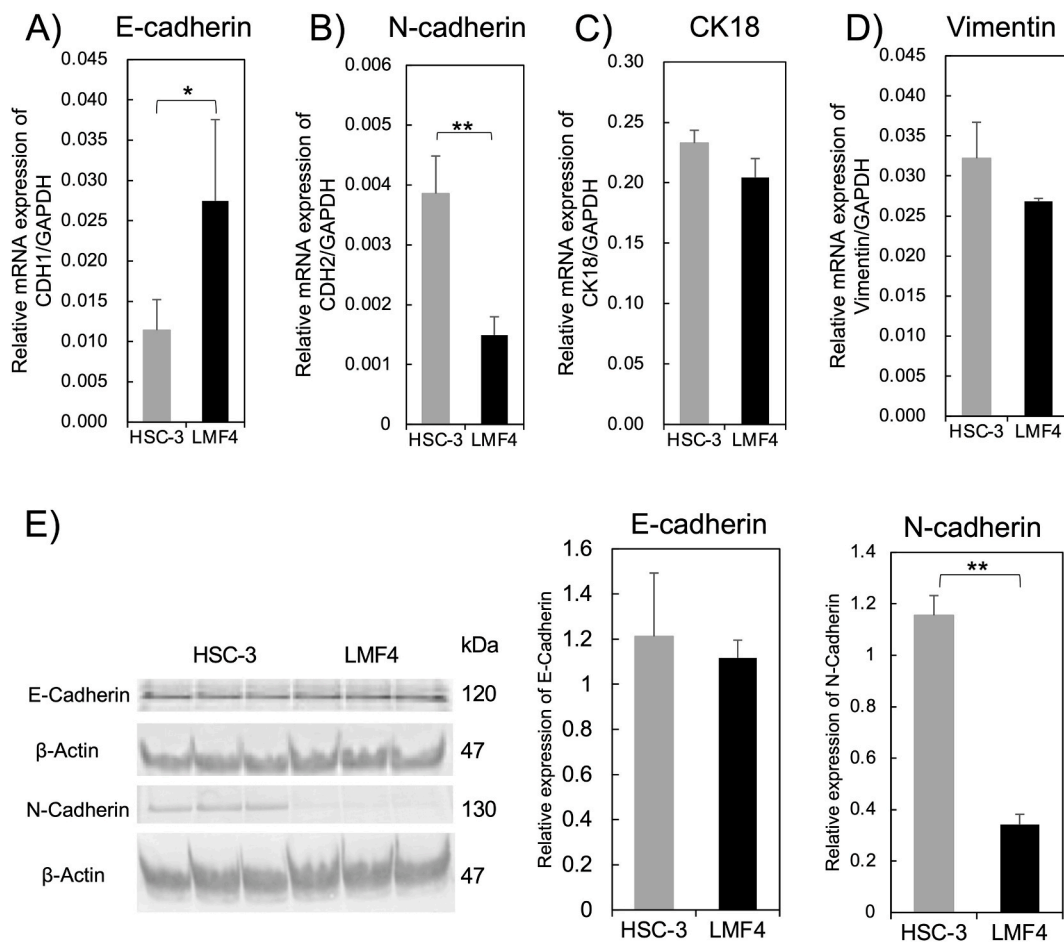 A)
E-cadherin
Relative mRNA expression of
CDH1/GAPDH
0.045
0.040
0.035
0.030
0.025
0.020
0.015
0.010
0.005
0.000
*
HSC-3 LMF4
B)
N-cadherin
Relative mRNA expression of
CDH2/GAPDH
0.006
0.005
0.004
0.003
0.002
0.001
0
**
HSC-3 LMF4
C)
CK18
Relative mRNA expression of
CK18/GAPDH
0.30
0.25
0.20
0.15
0.10
0.05
0.00
HSC-3 LMF4
D)
Vimentin
Relative mRNA expression of
Vimentin/GAPDH
0.045
0.040
0.035
0.030
0.025
0.020
0.015
0.010
0.005
0.000
HSC-3 LMF4
E)
HSC-3 LMF4 kDa
E-Cadherin 120
β-Actin 47
N-Cadherin 130
β-Actin 47
E-cadherin
Relative expression of E-Cadherin
1.6
1.4
1.2
1
0.8
0.6
0.4
0.2
0
HSC-3 LMF4
N-cadherin
Relative expression of N-Cadherin
1.4
1.2
1
0.8
0.6
0.4
0.2
0
**
HSC-3 LMF4